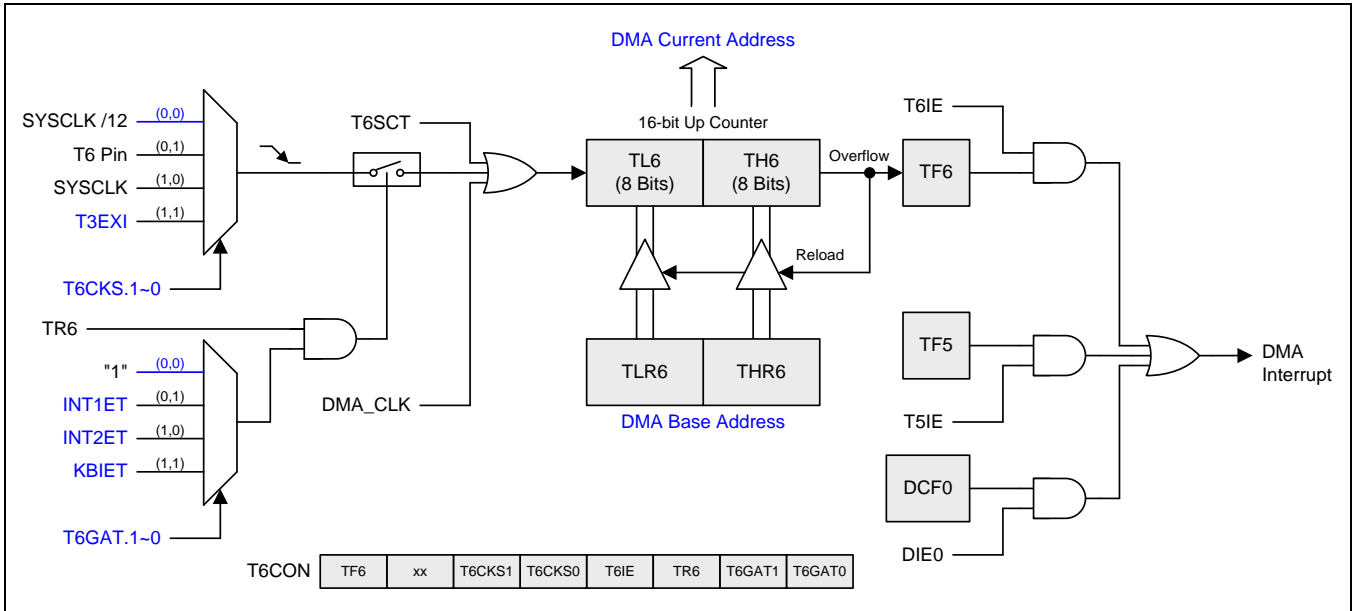 DMA Current Address
SYSCLK /12
(0,0)
T6 Pin
(0,1)
SYSCLK
(1,0)
T3EXI
(1,1)
T6CKS.1~0
TR6
"1"
(0,0)
INT1ET
(0,1)
INT2ET
(1,0)
KBIET
(1,1)
T6GAT.1~0
T6SCT
DMA_CLK
16-bit Up Counter
TL6
(8 Bits)
TH6
(8 Bits)
Overflow
Reload
TLR6
THR6
DMA Base Address
T6IE
TF6
TF5
T5IE
DCF0
DIE0
DMA
Interrupt
T6CON TF6 xx T6CKS1 T6CKS0 T6IE TR6 T6GAT1 T6GAT0